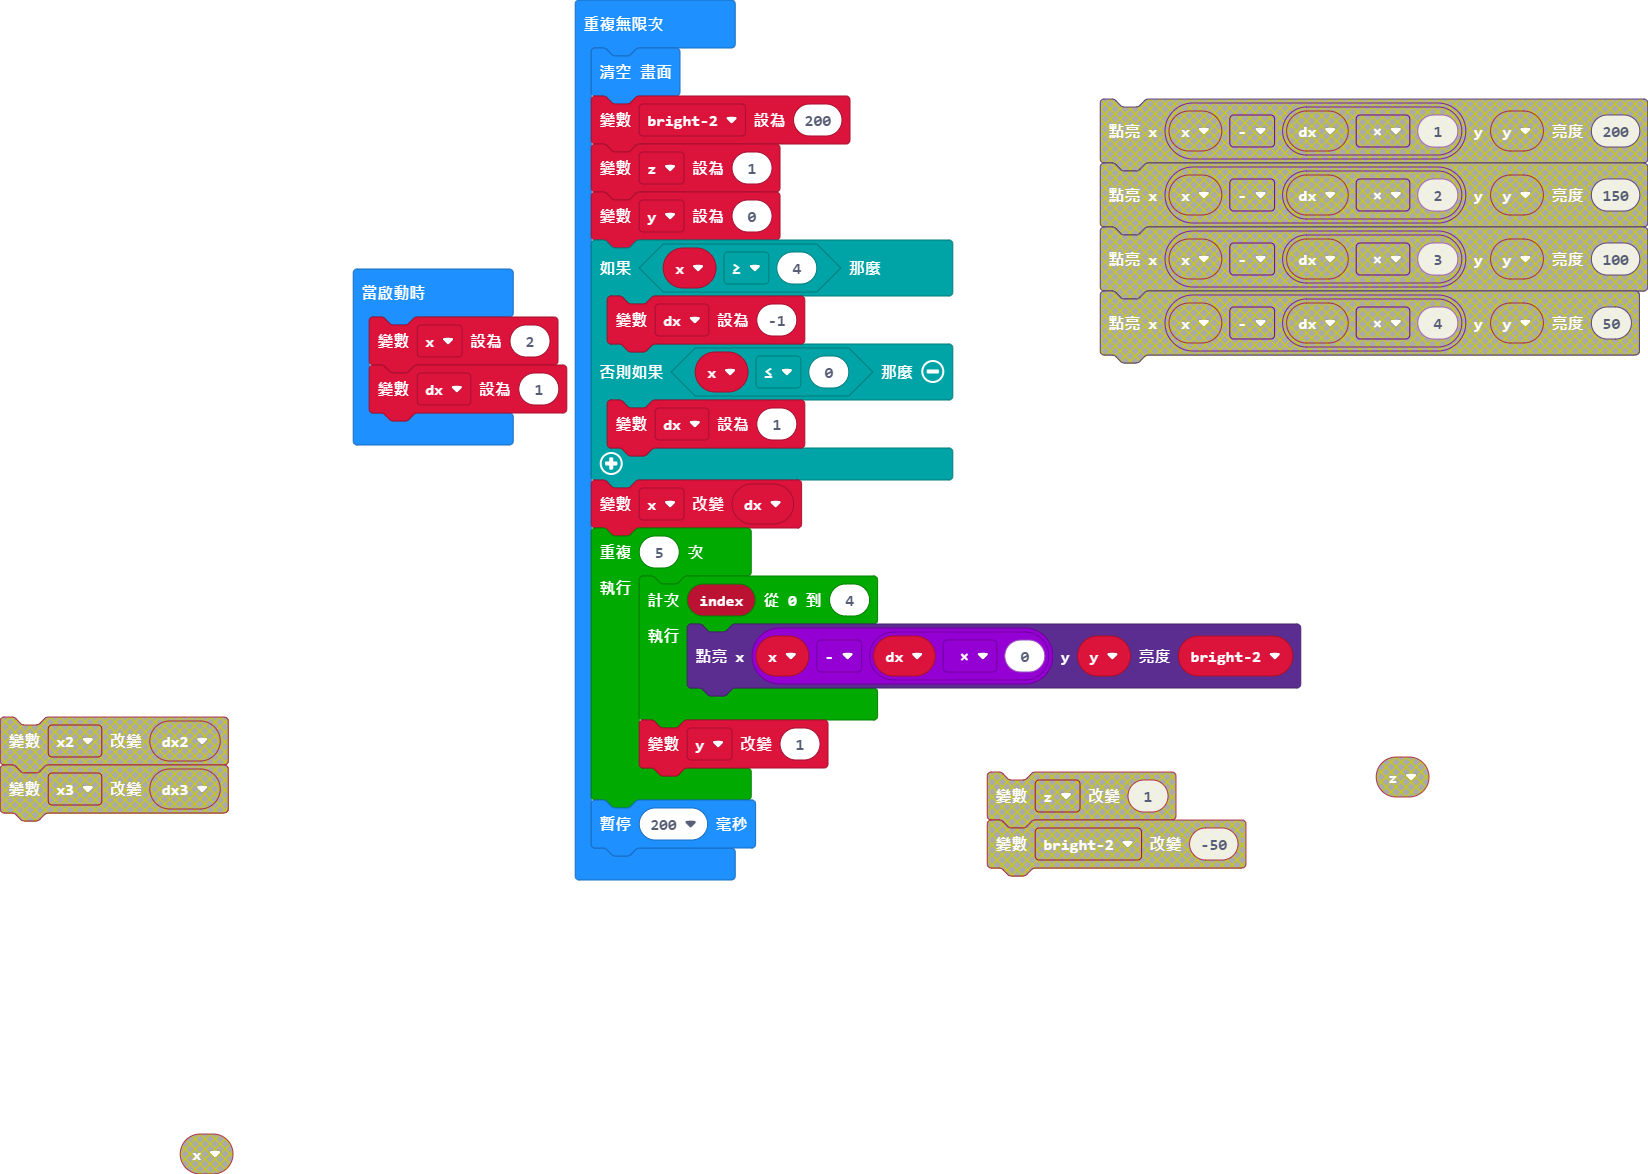 重複無限次
清空 畫面
變數 bright-2 設為 200
變數 z 設為 1
變數 y 設為 0
如果 x ≥ 4 那麼
變數 dx 設為 -1
否則如果 x ≤ 0 那麼
變數 dx 設為 1
變數 x 改變 dx
重複 5 次
執行
計次 index 從 0 到 4
執行
點亮 x x - dx × 0 y y 亮度 bright-2
變數 y 改變 1
暫停 200 毫秒
當啟動時
變數 x 設為 2
變數 dx 設為 1
點亮 x x - dx × 1 y y 亮度 200
點亮 x x - dx × 2 y y 亮度 150
點亮 x x - dx × 3 y y 亮度 100
點亮 x x - dx × 4 y y 亮度 50
變數 x2 改變 dx2
變數 x3 改變 dx3
變數 z 改變 1
變數 bright-2 改變 -50
z
x